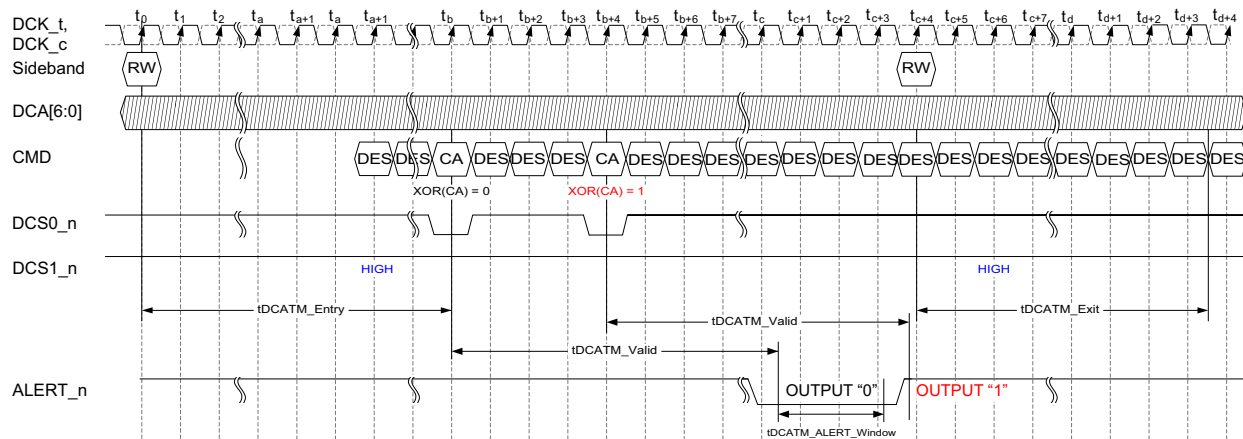 DCK_t, t0 t1 t2 ta ta+1 ta ta+1 tb tb+1 tb+2 tb+3 tb+4 tb+5 tb+6 tb+7 tc tc+1 tc+2 tc+3 tc+4 tc+5 tc+6 tc+7 td td+1 td+2 td+3 td+4
DCK_c
Sideband RW RW
DCA[6:0]
CMD DES DES CA DES DES DES CA DES DES DES DES DES DES DES DES DES DES DES DES DES DES DES DES
XOR(CA) = 0 XOR(CA) = 1
DCS0_n
DCS1_n
HIGH HIGH
tDCATM_Entry tDCATM_Exit
tDCATM_Valid
tDCATM_Valid
ALERT_n OUTPUT “0” OUTPUT “1”
tDCATM_ALERT_Window